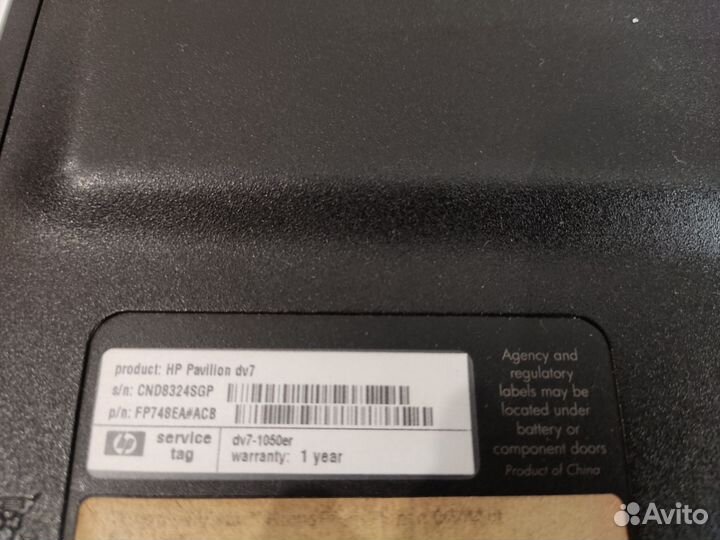 product: HP Pavilion dv7
s/n: CND8324SGP
p/n: FP748EA#ACB
hp
service
tag
dv7-1050er
warranty: 1 year
Agency and
regulatory
labels may be
located under
battery or
component doors
Product of China
Avito